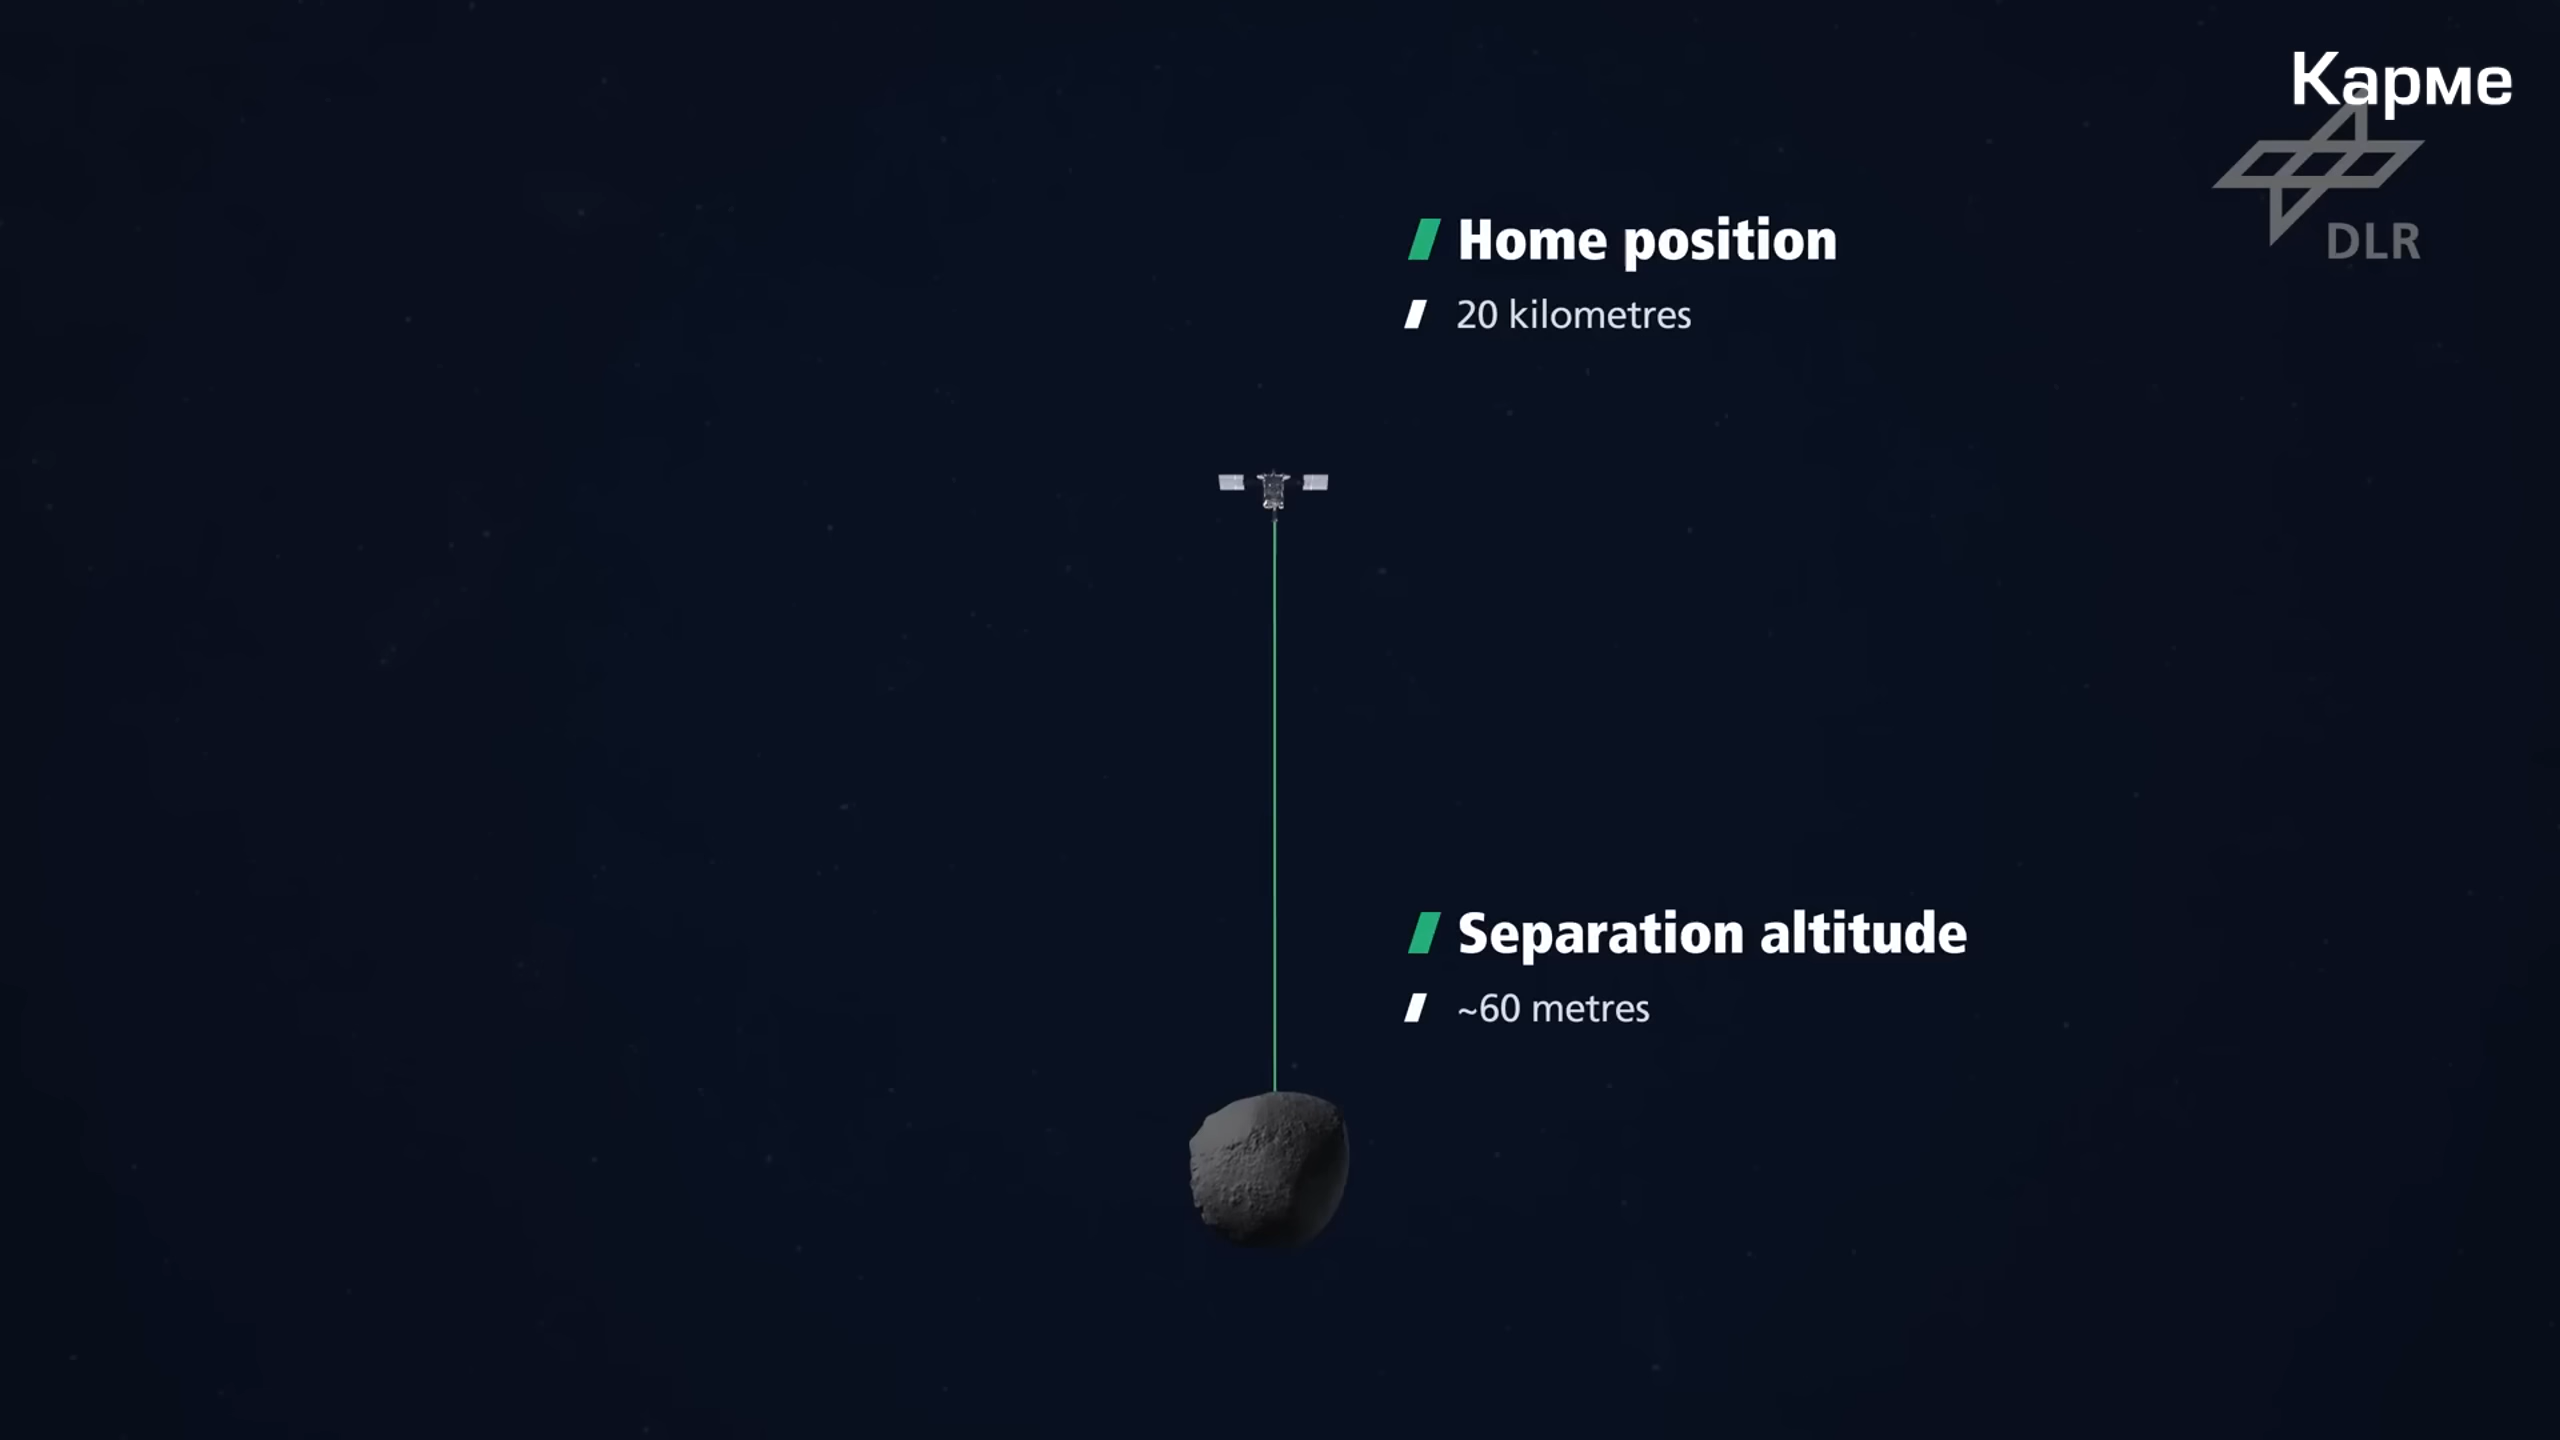 Карме
DLR
Home position
20 kilometres
Separation altitude
~60 metres